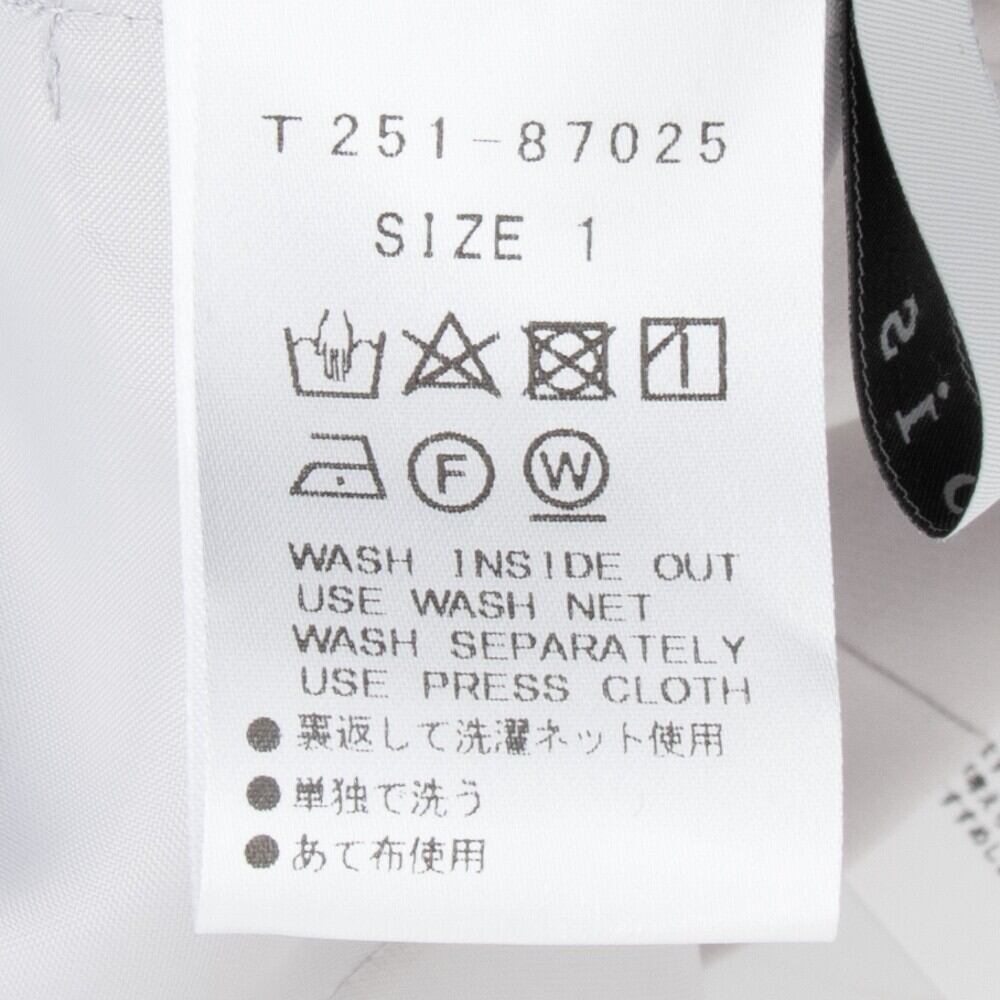 T251-87025
SIZE 1
F W
WASH INSIDE OUT
USE WASH NET
WASH SEPARATELY
USE PRESS CLOTH
●裏返して洗濯ネット使用
●単独で洗う
●あて布使用